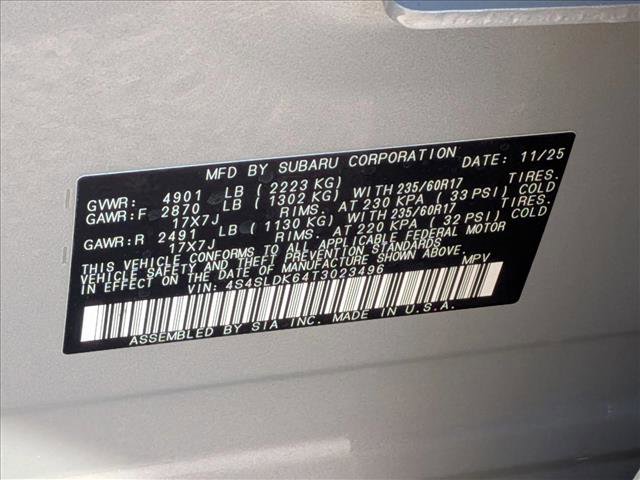 MFD BY SUBARU CORPORATION DATE: 11/25
GVWR: 4901 LB ( 2223 KG)
GAWR:F 2870 LB ( 1302 KG) WITH 235/60R17 TIRES.
17X7J RIMS. AT 230 KPA ( 33 PSI) COLD
GAWR:R 2491 LB ( 1130 KG) WITH 235/60R17 TIRES.
17X7J RIMS. AT 220 KPA ( 32 PSI) COLD
THIS VEHICLE CONFORMS TO ALL APPLICABLE FEDERAL MOTOR
VEHICLE SAFETY AND THEFT PREVENTION STANDARDS
IN EFFECT ON THE DATE OF MANUFACTURE SHOWN ABOVE.
VIN: 4S4SLDK64T3023496 MPV
ASSEMBLED BY SIA INC. MADE IN U.S.A.